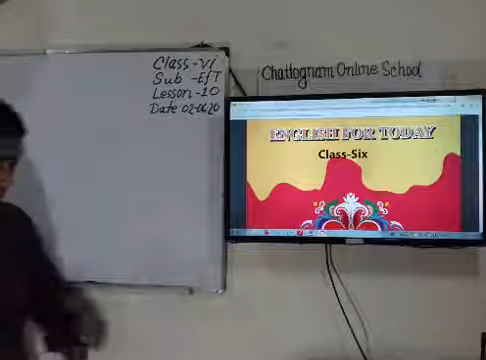 Class-VI
Sub - EfT
Lesson-10
Date 02-06-20
Chattogram Online School
ENGLISH FOR TODAY
Class-Six